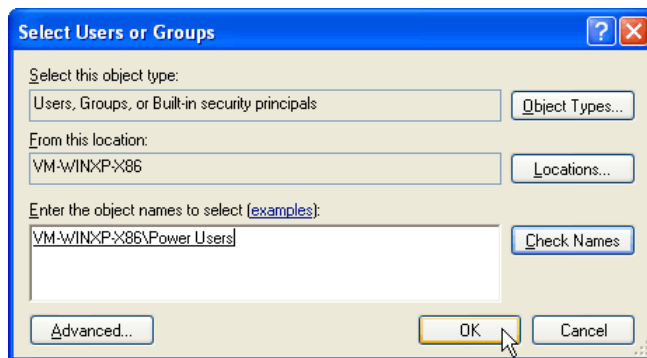 Select Users or Groups
Select this object type:
Users, Groups, or Built-in security principals
Object Types...
From this location:
VM-WINXP-X86
Locations...
Enter the object names to select (examples):
VM-WINXP-X86\Power Users
Check Names
Advanced...
OK
Cancel